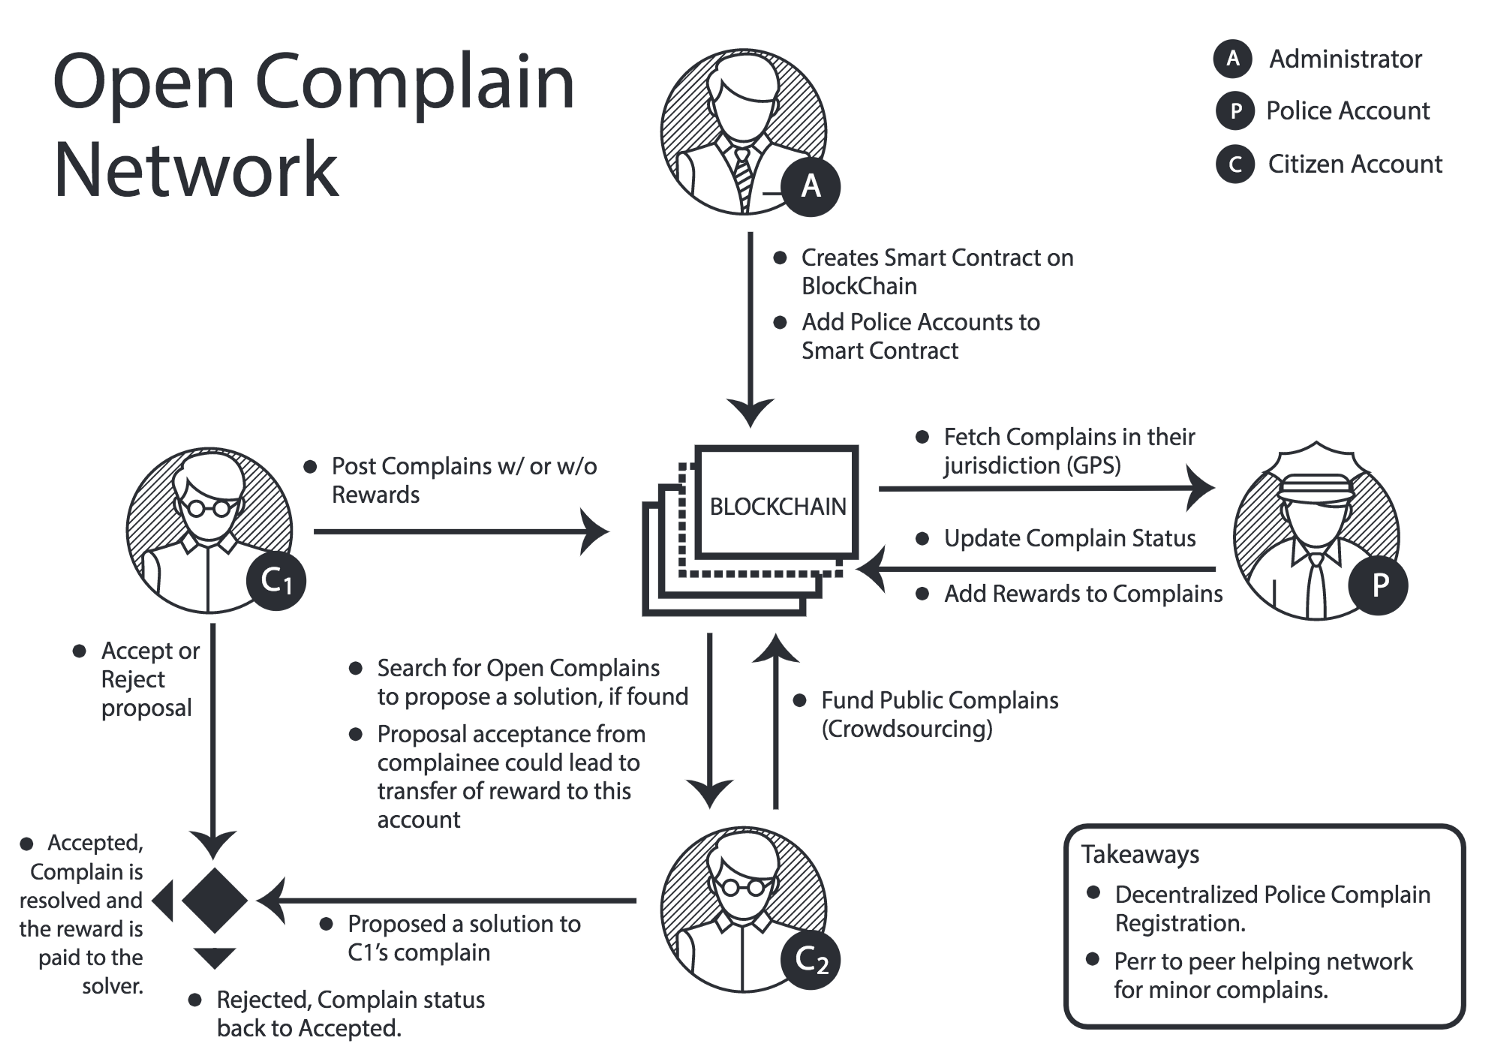 Open Complain
Network
A Administrator
P Police Account
C Citizen Account
A
● Creates Smart Contract on
BlockChain
● Add Police Accounts to
Smart Contract
● Post Complains w/ or w/o
Rewards
C1
BLOCKCHAIN
● Fetch Complains in their
jurisdiction (GPS)
● Update Complain Status
● Add Rewards to Complains
P
● Accept or
Reject
proposal
● Search for Open Complains
to propose a solution, if found
● Proposal acceptance from
complainee could lead to
transfer of reward to this
account
● Fund Public Complains
(Crowdsourcing)
● Accepted,
Complain is
resolved and
the reward is
paid to the
solver.
● Proposed a solution to
C1's complain
C2
● Rejected, Complain status
back to Accepted.
Takeaways
● Decentralized Police Complain
Registration.
● Perr to peer helping network
for minor complains.